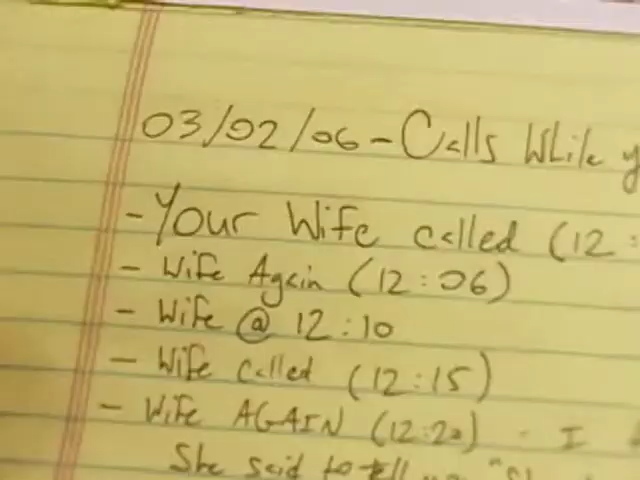 03/02/06 - Calls While
- Your Wife called (12:
- Wife Again (12:06)
- Wife @ 12:10
- Wife called (12:15)
- Wife AGAIN (12:20) - I
She said to tell